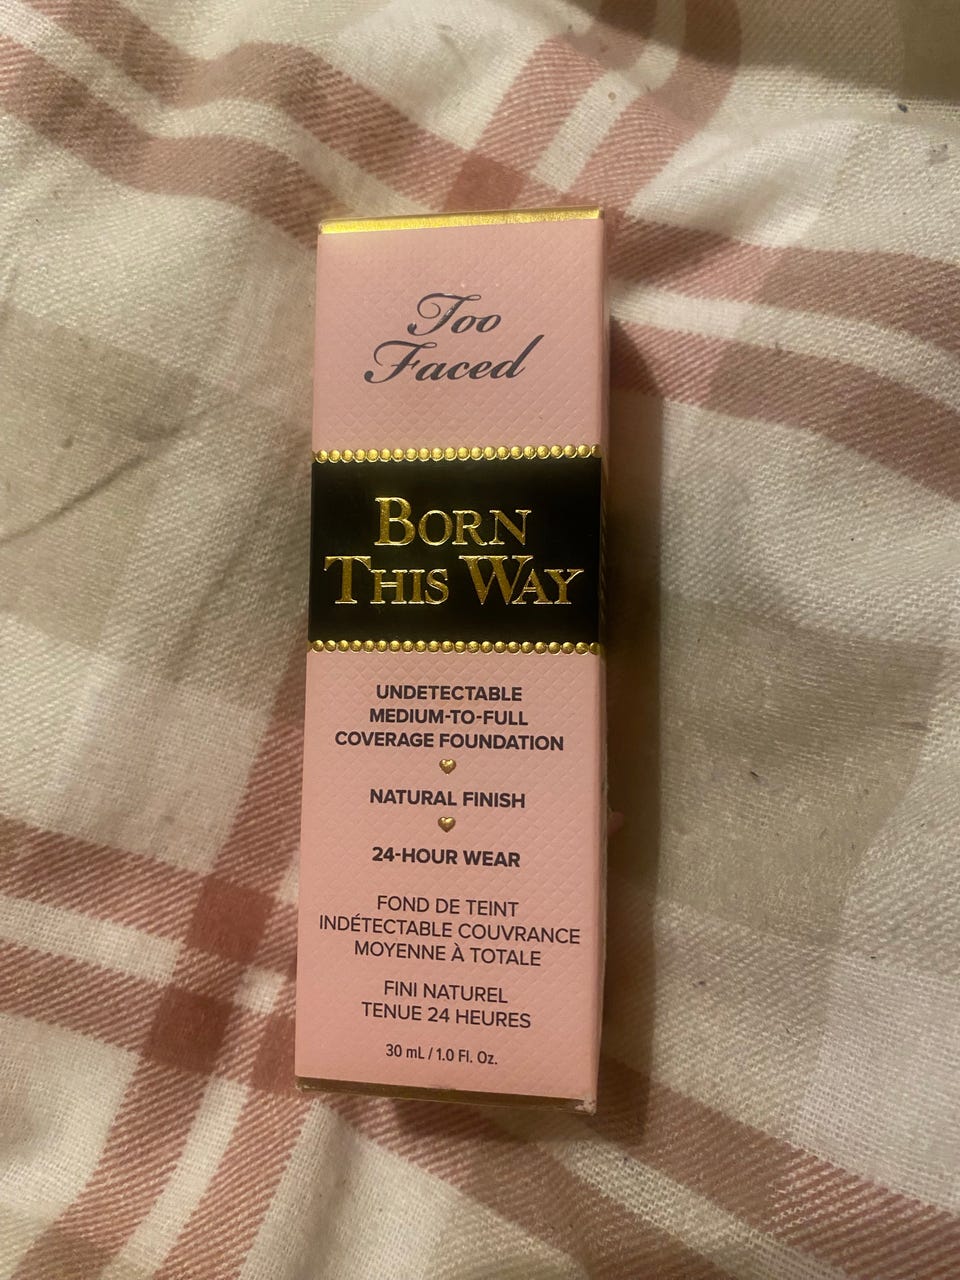 Too
Faced
BORN
THIS WAY
UNDETECTABLE
MEDIUM-TO-FULL
COVERAGE FOUNDATION
NATURAL FINISH
24-HOUR WEAR
FOND DE TEINT
INDÉTECTABLE COUVRANCE
MOYENNE À TOTALE
FINI NATUREL
TENUE 24 HEURES
30 mL / 1.0 Fl. Oz.